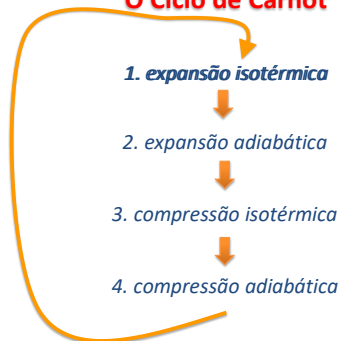 O Ciclo de Carnot
1. expansão isotérmica
2. expansão adiabática
3. compressão isotérmica
4. compressão adiabática